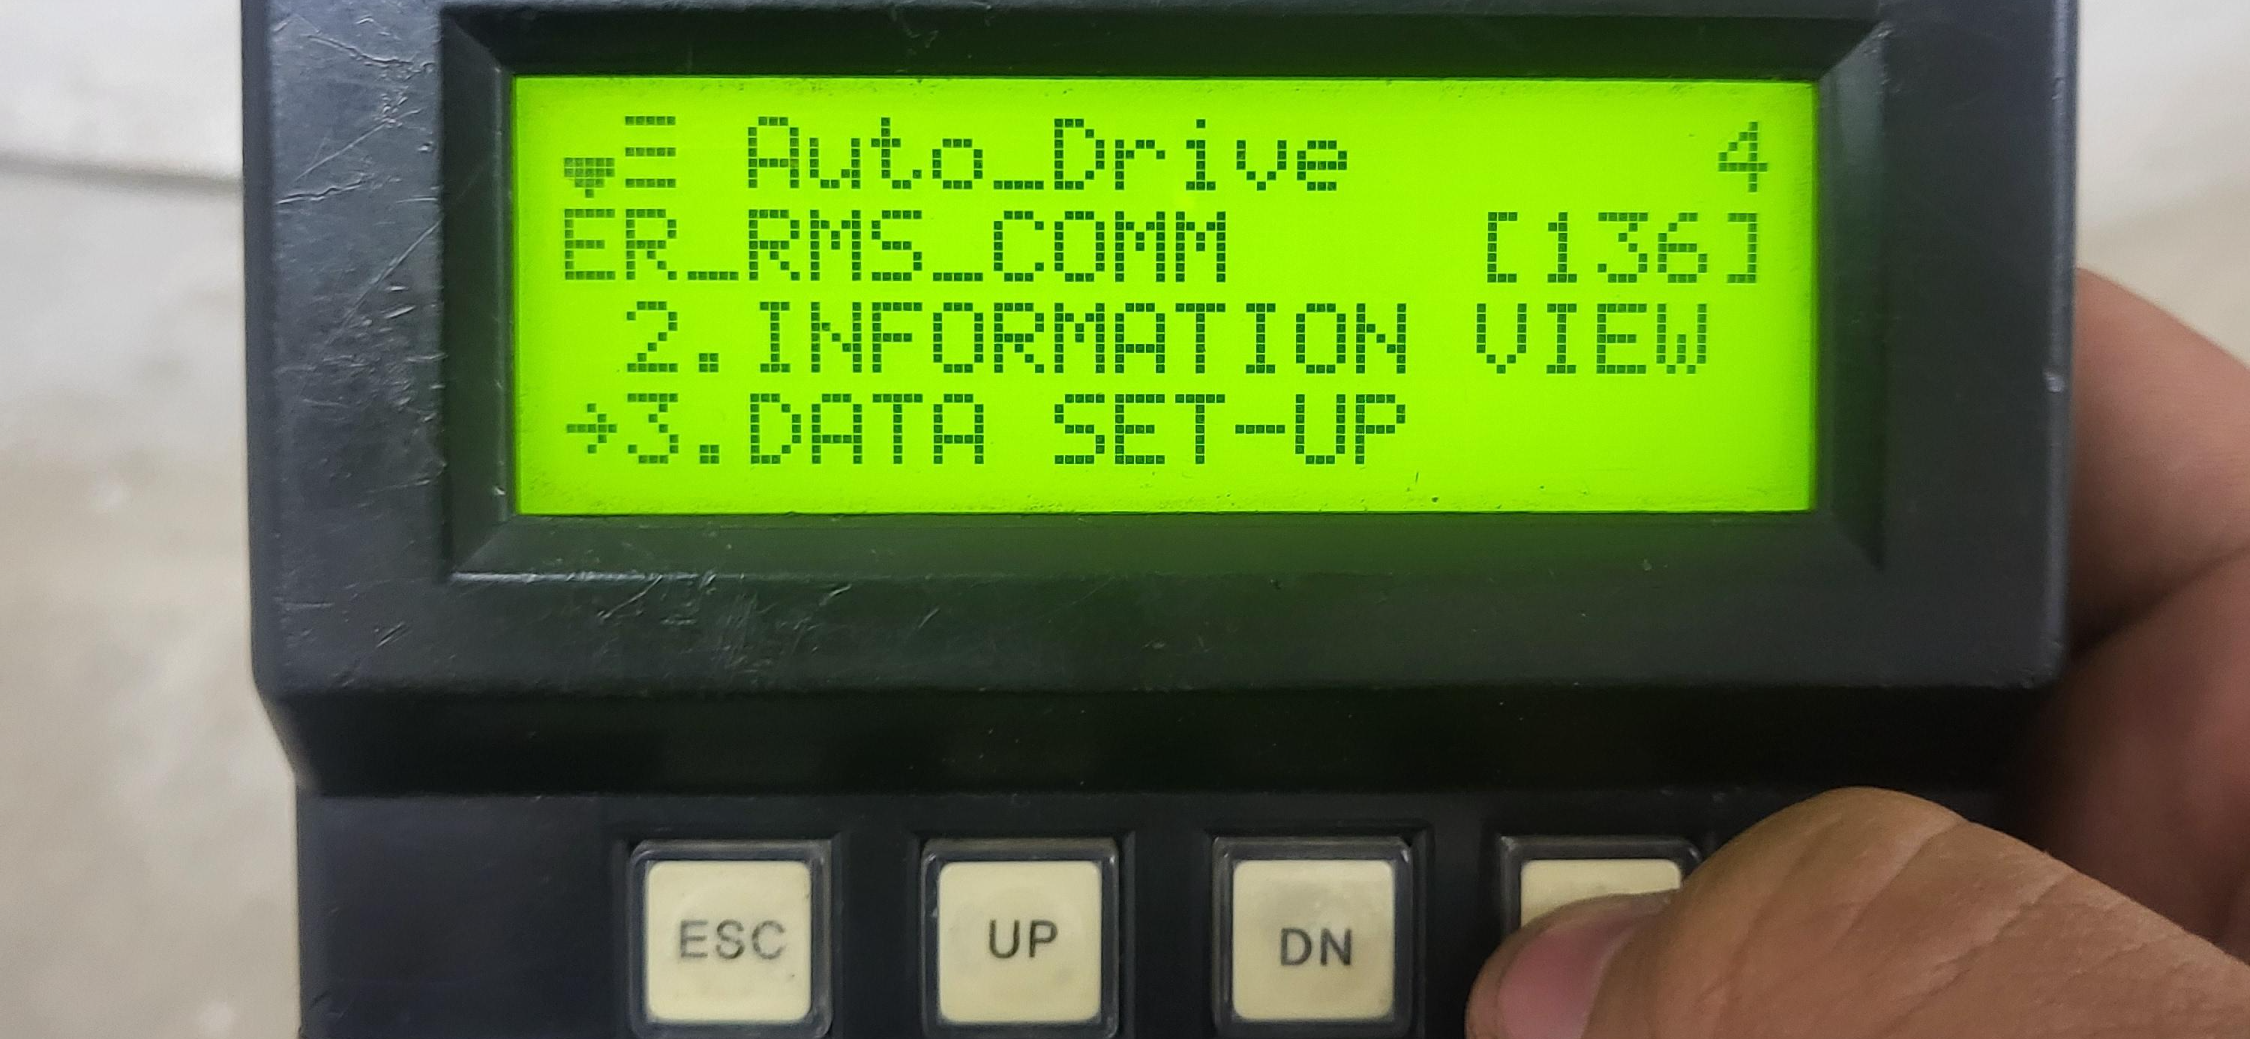 Auto_Drive 4
ER_RMS_COMM [136]
2.INFORMATION VIEW
→3.DATA SET-UP
ESC UP DN